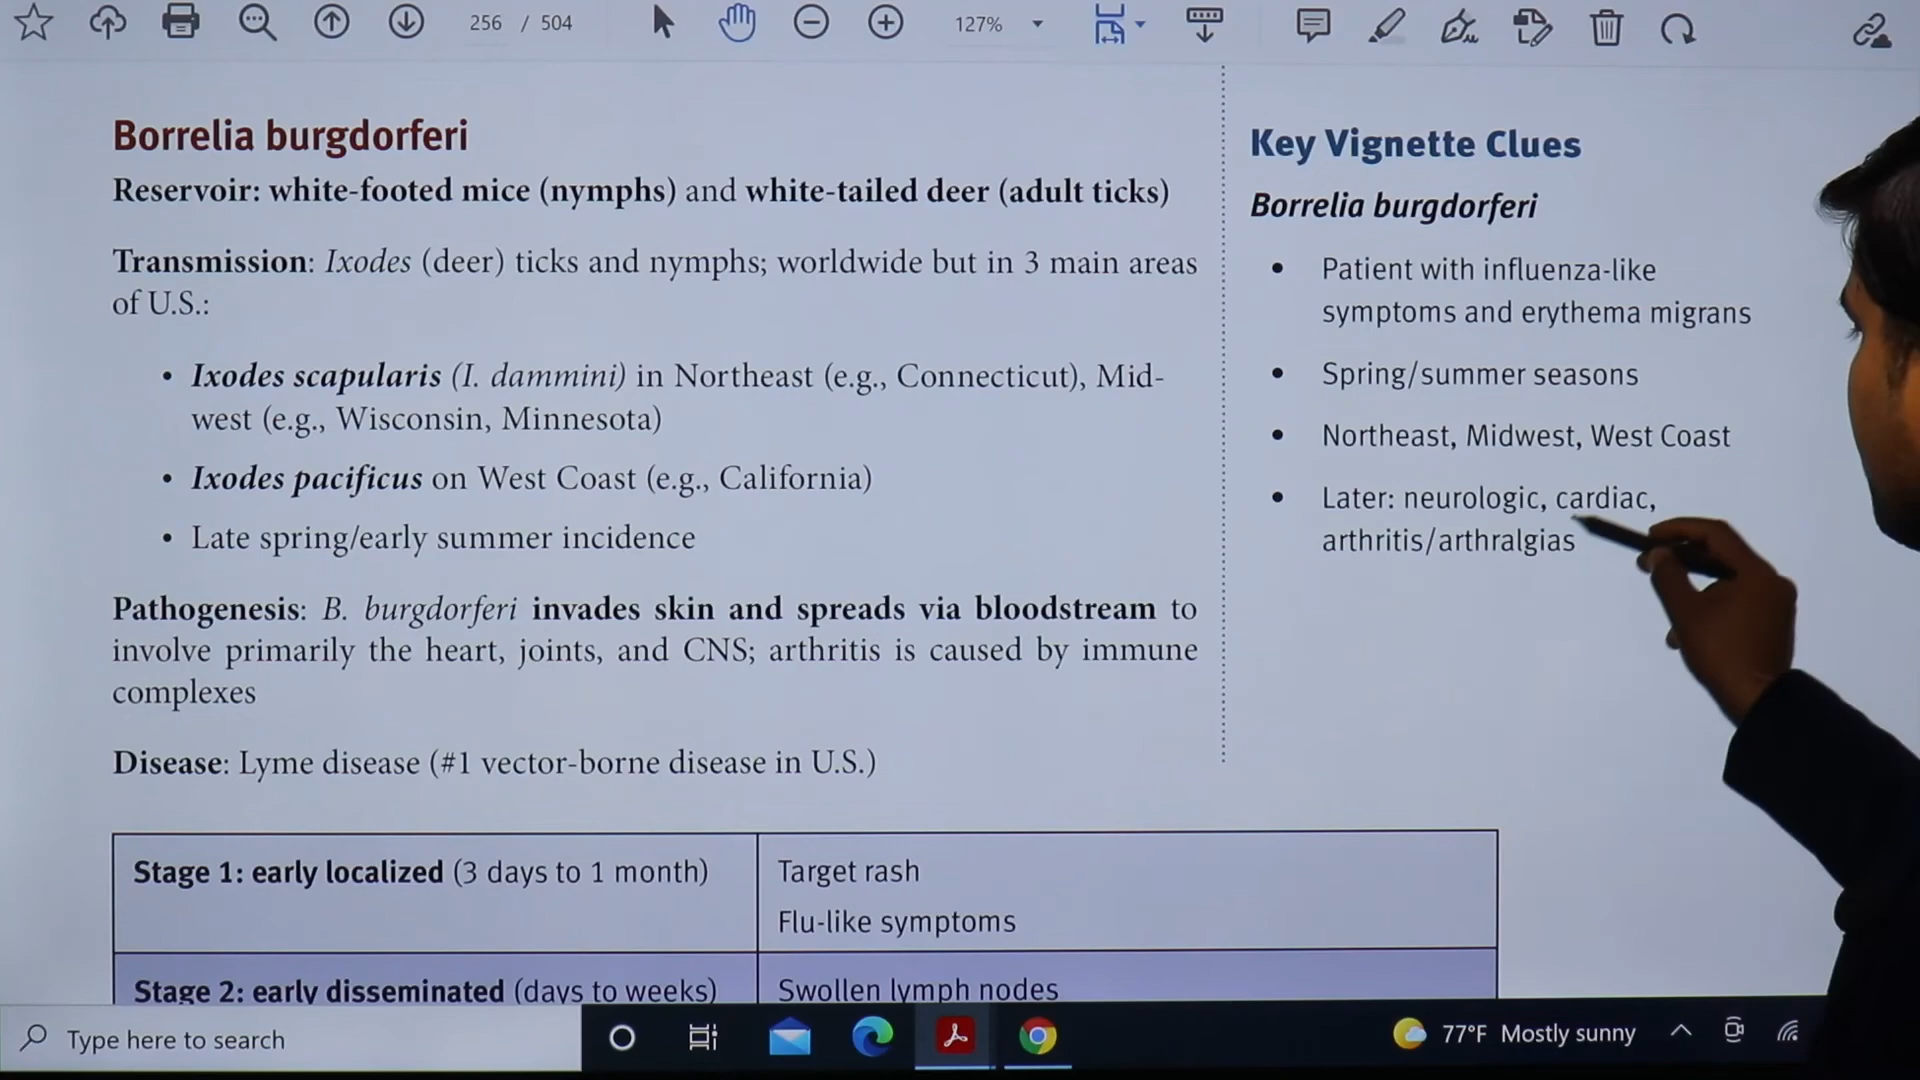 256 / 504
127%
Borrelia burgdorferi
Reservoir: white-footed mice (nymphs) and white-tailed deer (adult ticks)
Transmission: Ixodes (deer) ticks and nymphs; worldwide but in 3 main areas
of U.S.:
• Ixodes scapularis (I. dammini) in Northeast (e.g., Connecticut), Mid-
west (e.g., Wisconsin, Minnesota)
• Ixodes pacificus on West Coast (e.g., California)
• Late spring/early summer incidence
Pathogenesis: B. burgdorferi invades skin and spreads via bloodstream to
involve primarily the heart, joints, and CNS; arthritis is caused by immune
complexes
Disease: Lyme disease (#1 vector-borne disease in U.S.)
Stage 1: early localized (3 days to 1 month)
Target rash
Flu-like symptoms
Stage 2: early disseminated (days to weeks)
Swollen lymph nodes
Key Vignette Clues
Borrelia burgdorferi
• Patient with influenza-like
symptoms and erythema migrans
• Spring/summer seasons
• Northeast, Midwest, West Coast
• Later: neurologic, cardiac,
arthritis/arthralgias
Type here to search
77°F Mostly sunny